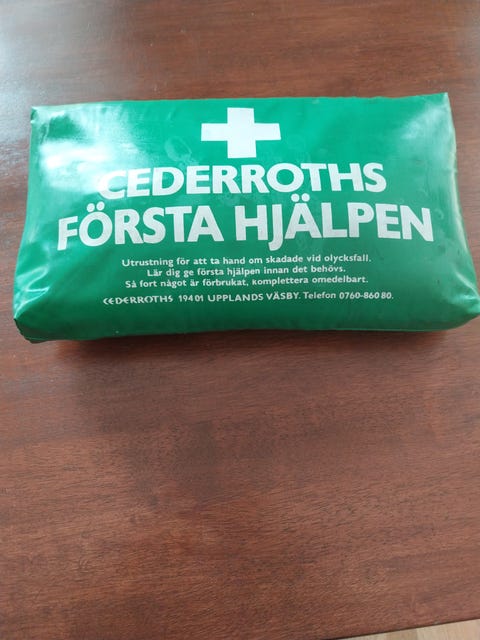 CEDERROTHS
FÖRSTA HJÄLPEN
Utrustning för att ta hand om skadade vid olycksfall.
Lär dig ge första hjälpen innan det behövs.
Så fort något är förbrukat, komplettera omedelbart.
CEDERROTHS 194 01 UPPLANDS VÄSBY. Telefon 0760-860 80.